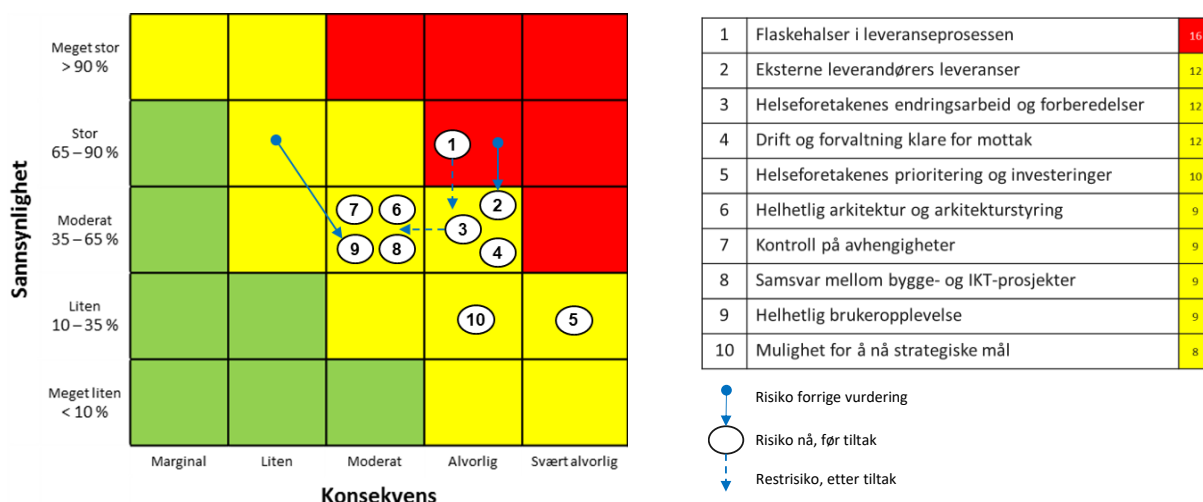 Sannsynlighet
Meget stor
> 90 %
Stor
65 – 90 %
Moderat
35 – 65 %
Liten
10 – 35 %
Meget liten
< 10 %
1
2
7
6
3
9
8
4
10
5
Marginal
Liten
Moderat
Alvorlig
Svært alvorlig
Konsekvens
1 Flaskehalser i leveranseprosessen 16
2 Eksterne leverandørers leveranser 12
3 Helseforetakenes endringsarbeid og forberedelser 12
4 Drift og forvaltning klare for mottak 12
5 Helseforetakenes prioritering og investeringer 10
6 Helhetlig arkitektur og arkitekturstyring 9
7 Kontroll på avhengigheter 9
8 Samsvar mellom bygge- og IKT-prosjekter 9
9 Helhetlig brukeropplevelse 9
10 Mulighet for å nå strategiske mål 8
Risiko forrige vurdering
Risiko nå, før tiltak
Restrisiko, etter tiltak